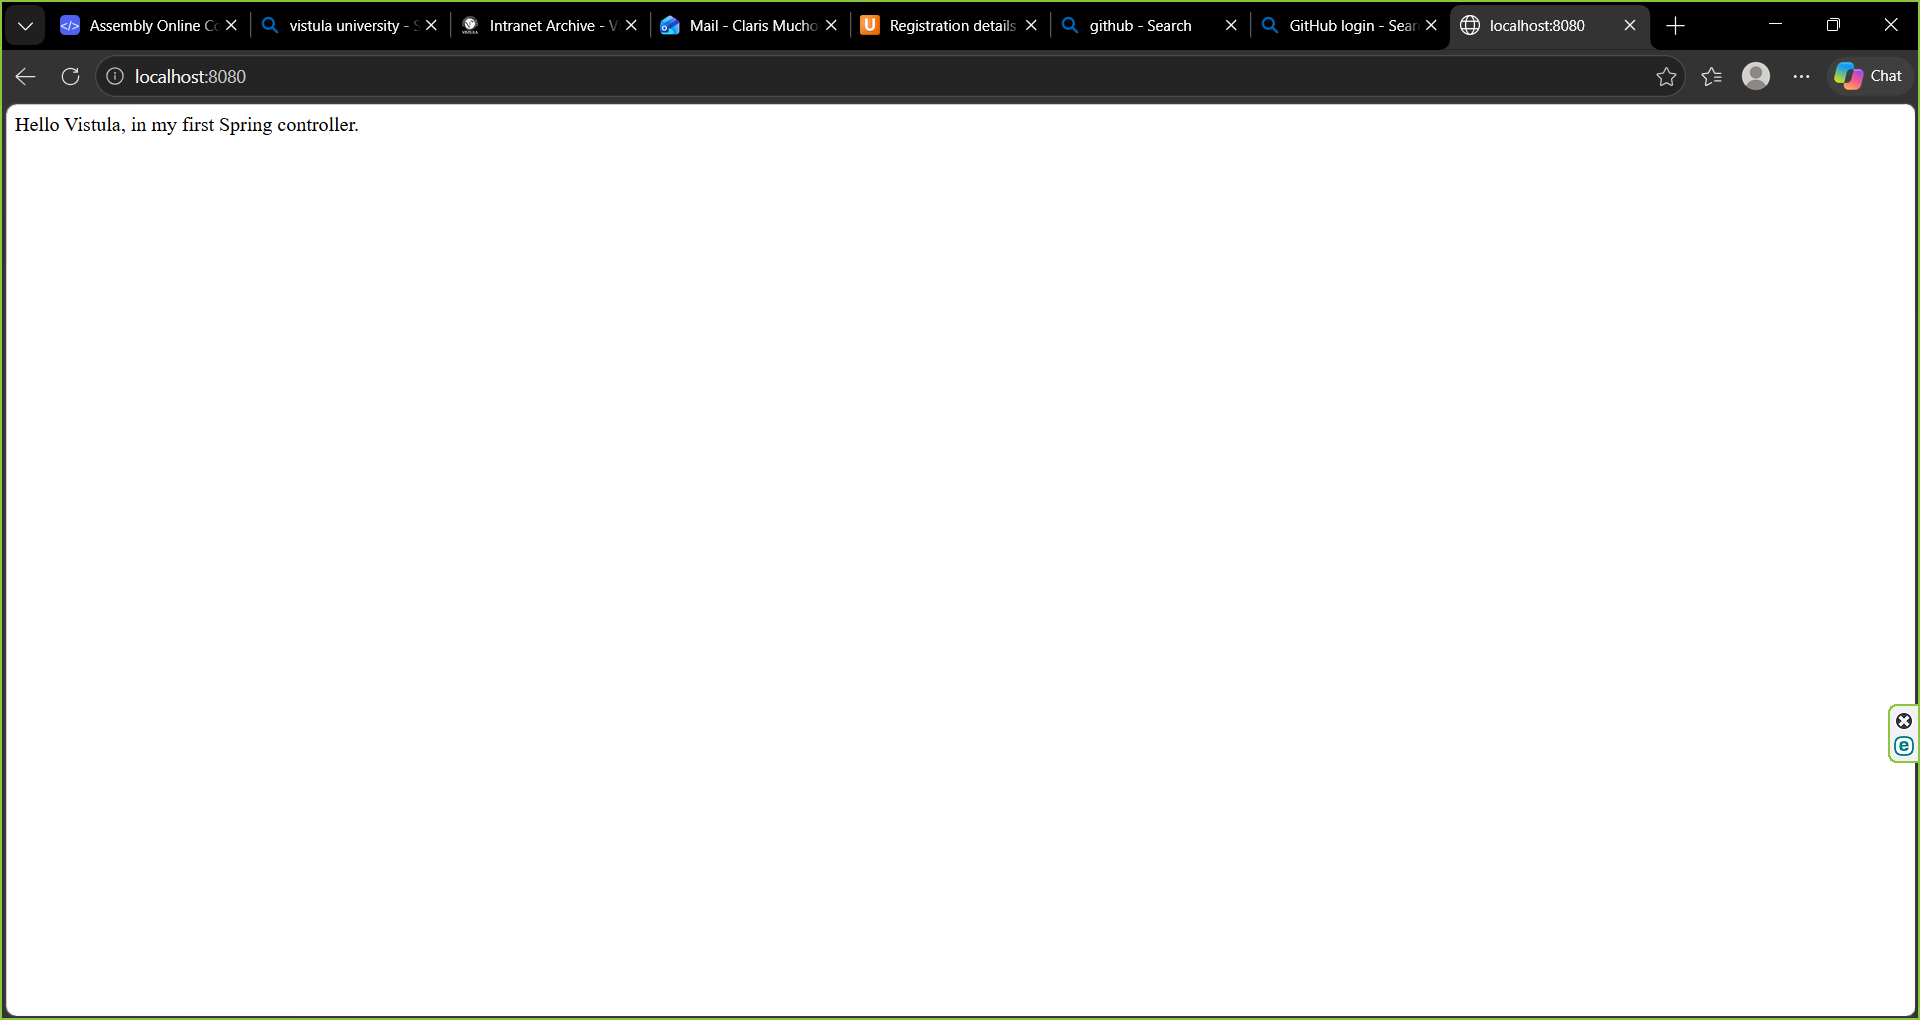 Assembly Online Co
vistula university - S
Intranet Archive - V
Mail - Claris Mucho
Registration details
github - Search
GitHub login - Sear
localhost:8080
localhost:8080
Chat
Hello Vistula, in my first Spring controller.